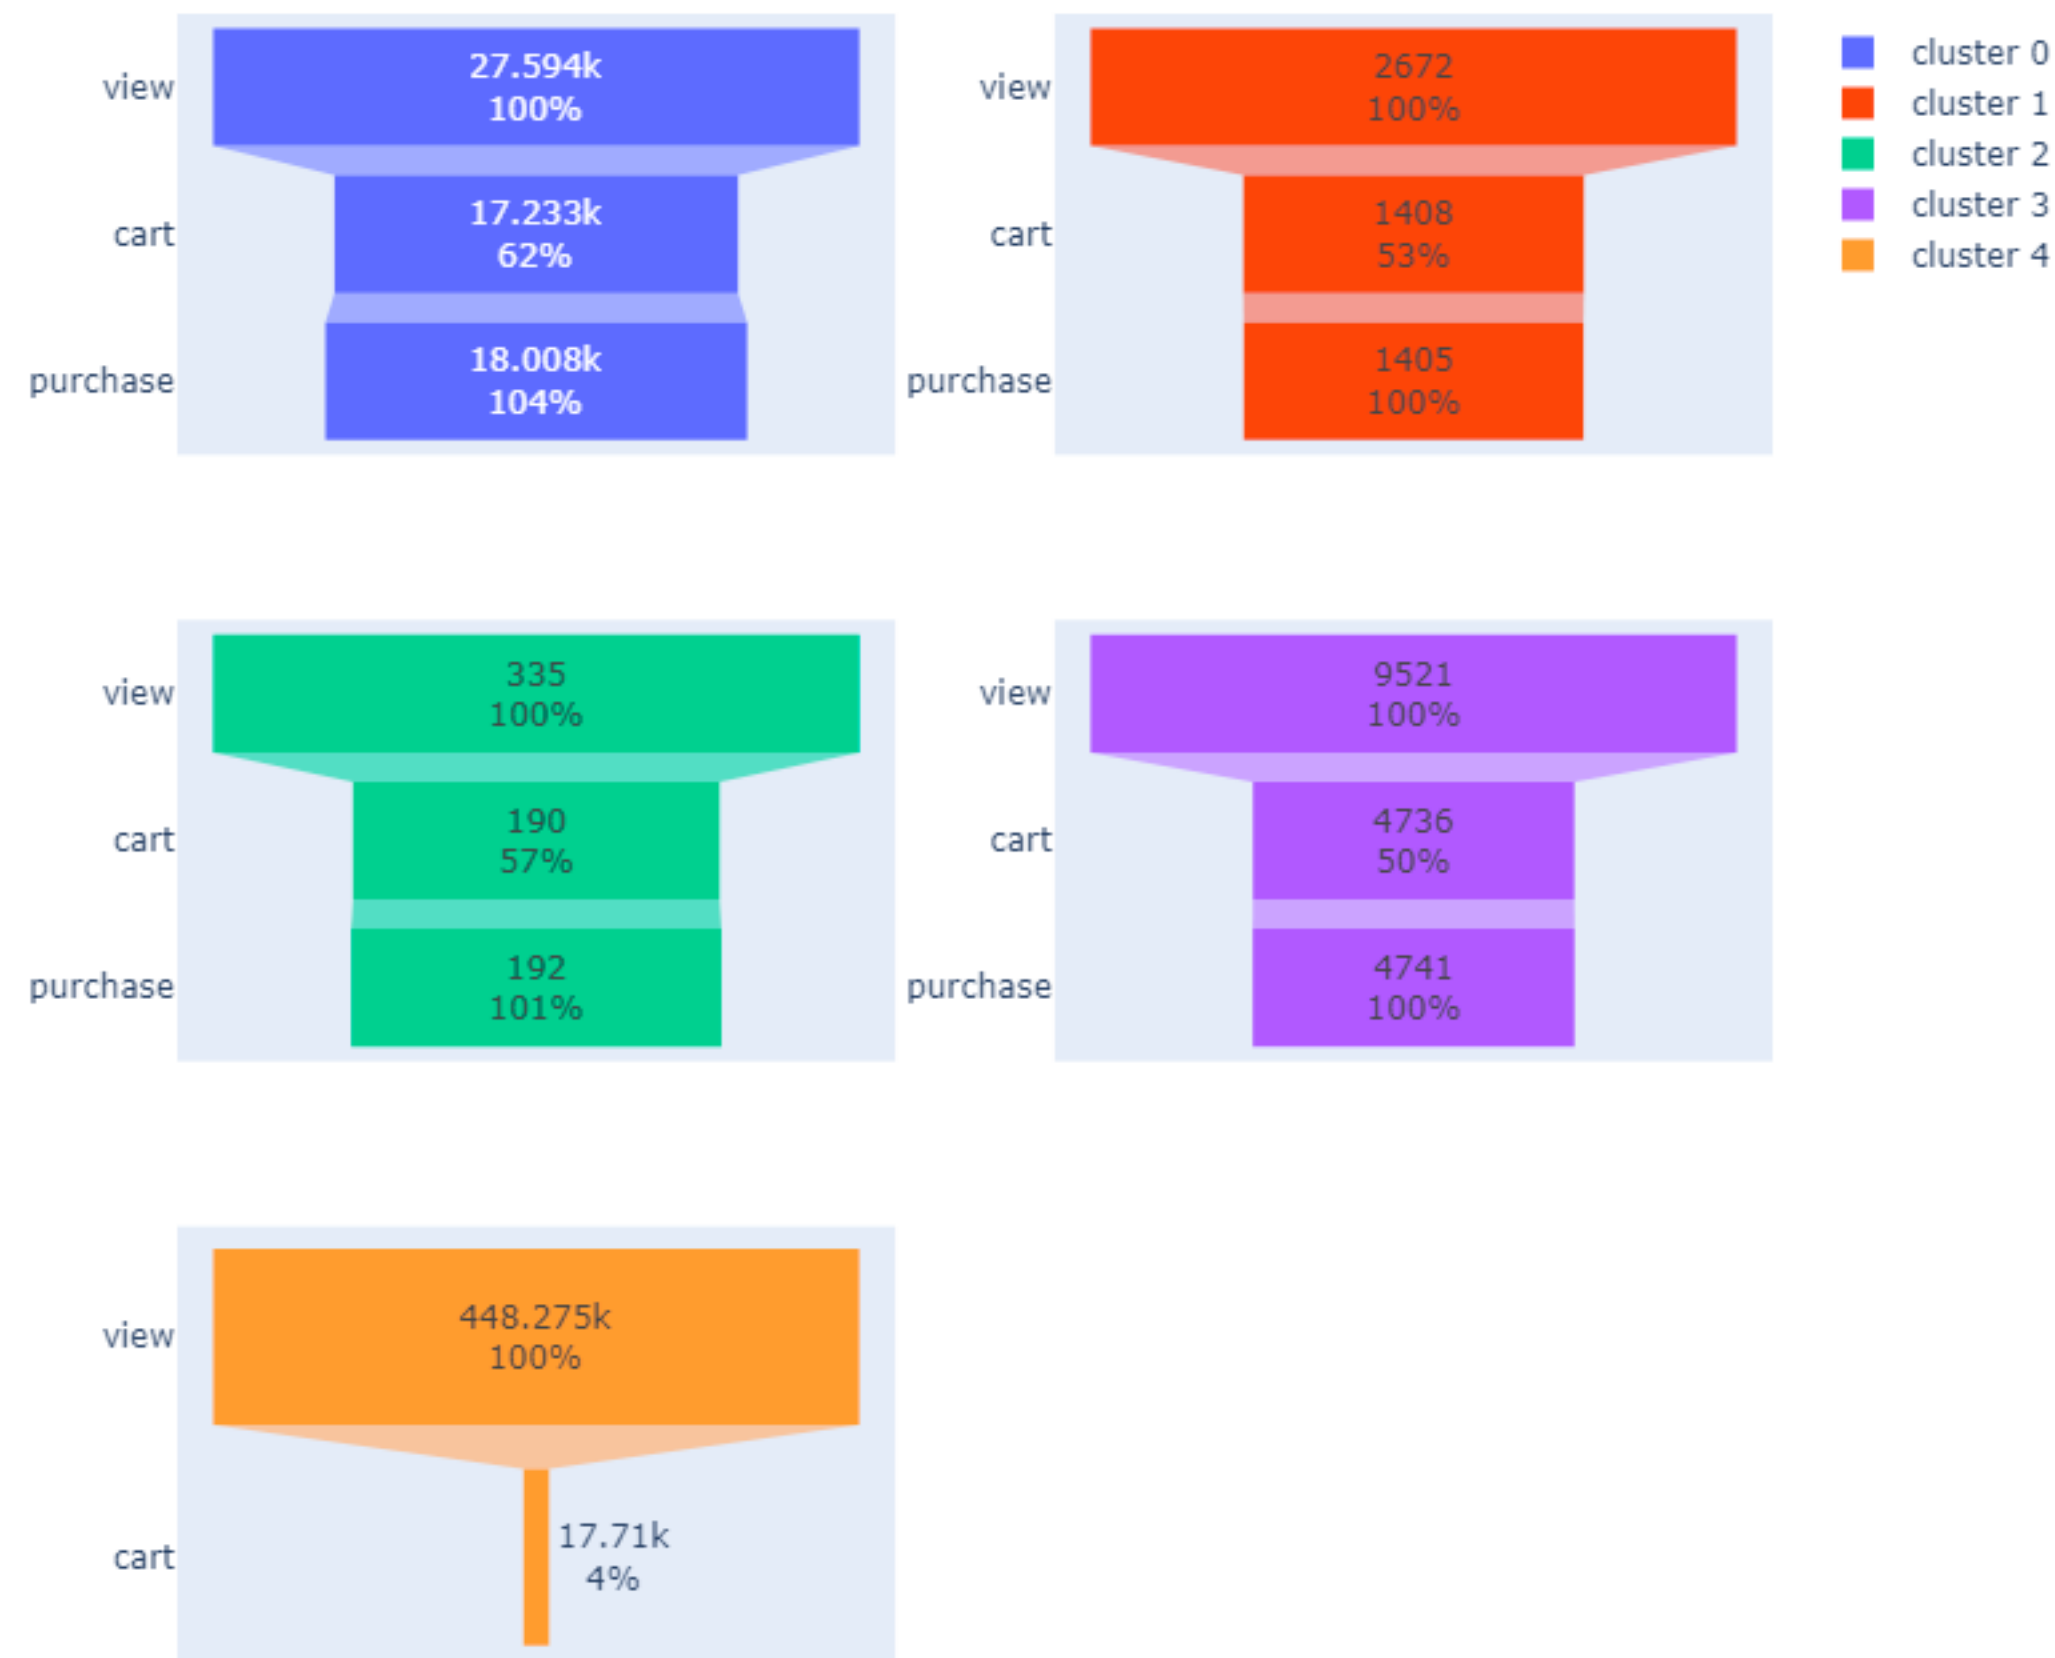 view
27.594k
100%
cart
17.233k
62%
purchase
18.008k
104%
view
2672
100%
cart
1408
53%
purchase
1405
100%
cluster 0
cluster 1
cluster 2
cluster 3
cluster 4
view
335
100%
cart
190
57%
purchase
192
101%
view
9521
100%
cart
4736
50%
purchase
4741
100%
view
448.275k
100%
cart
17.71k
4%